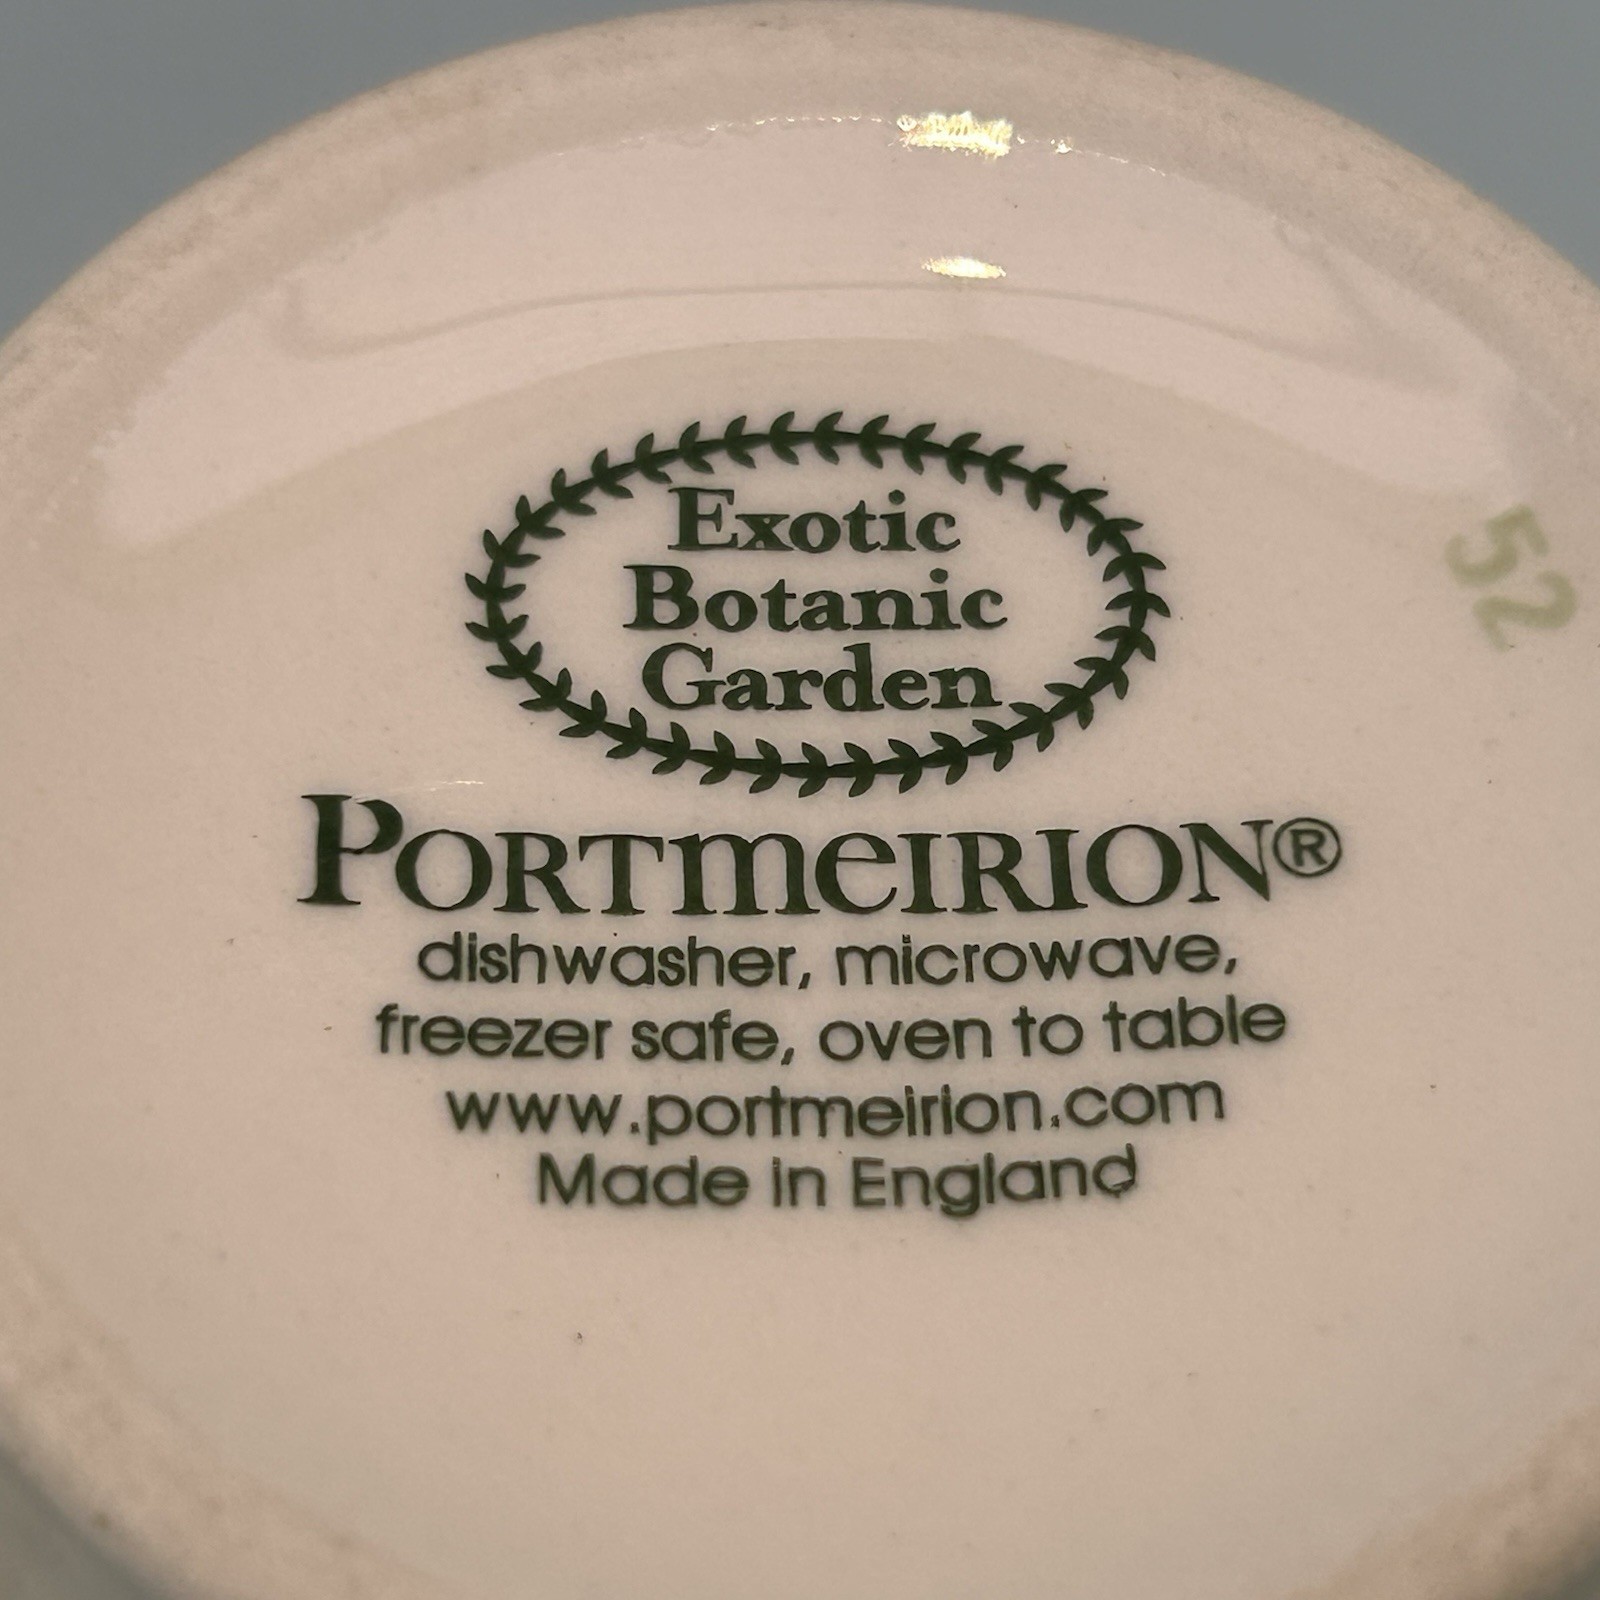 Exotic
Botanic
Garden
PORTMEIRION®
dishwasher, microwave,
freezer safe, oven to table
www.portmeirion.com
Made in England
52